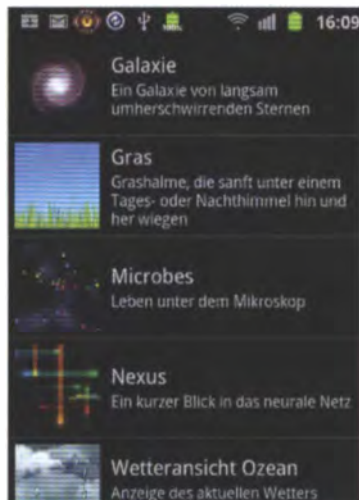 16:09
Galaxie
Ein Galaxie von langsam
umherschwirrenden Sternen
Gras
Grashalme, die sanft unter einem
Tages- oder Nachthimmel hin und
her wiegen
Microbes
Leben unter dem Mikroskop
Nexus
Ein kurzer Blick in das neurale Netz
Wetteransicht Ozean
Anzeige des aktuellen Wetters